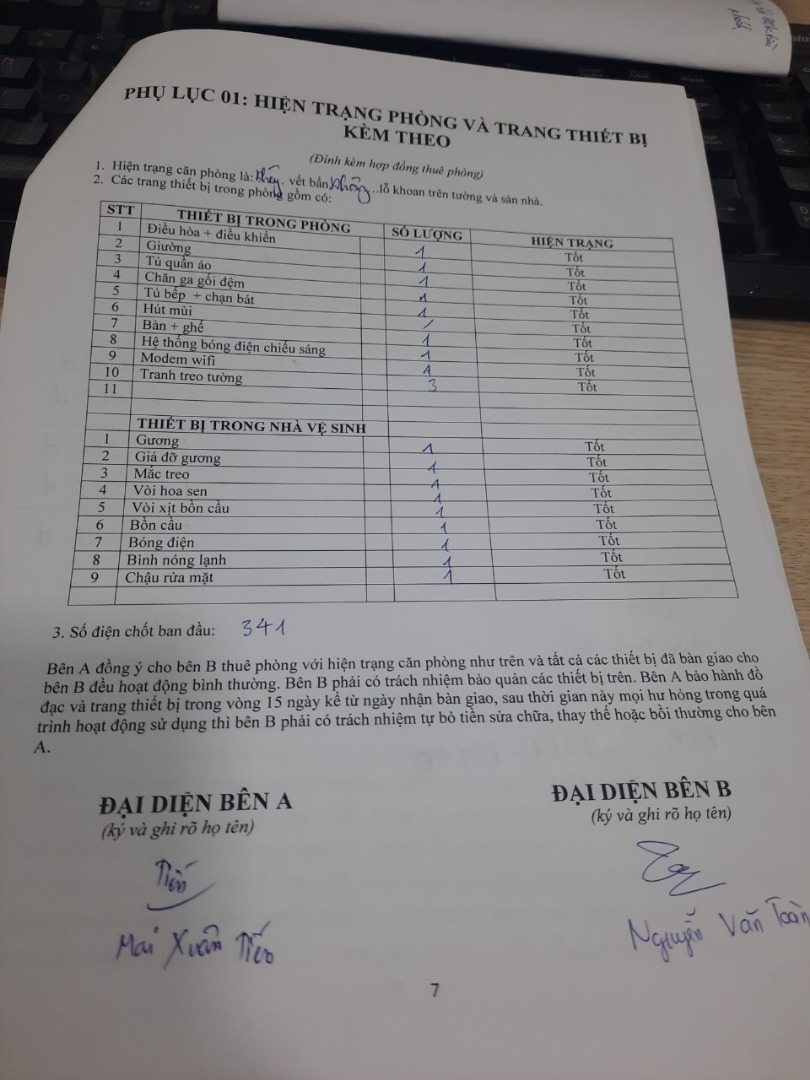 PHỤ LỤC 01: HIỆN TRẠNG PHÒNG VÀ TRANG THIẾT BỊ
KÈM THEO
(Đính kèm hợp đồng thuê phòng)
1. Hiện trạng căn phòng là: không. vết bẩn không..lỗ khoan trên tường và sàn nhà.
2. Các trang thiết bị trong phòng gồm có:
STT THIẾT BỊ TRONG PHÒNG SỐ LƯỢNG HIỆN TRẠNG
1 Điều hòa + điều khiển 1 Tốt
2 Giường 1 Tốt
3 Tủ quần áo 1 Tốt
4 Chăn ga gối đệm 1 Tốt
5 Tủ bếp + chạn bát 1 Tốt
6 Hút mùi / Tốt
7 Bàn + ghế 1 Tốt
8 Hệ thống bóng điện chiếu sáng 1 Tốt
9 Modem wifi 1 Tốt
10 Tranh treo tường 3 Tốt
11
THIẾT BỊ TRONG NHÀ VỆ SINH
1 Gương 1 Tốt
2 Giá đỡ gương 1 Tốt
3 Mắc treo 1 Tốt
4 Vòi hoa sen 1 Tốt
5 Vòi xịt bồn cầu 1 Tốt
6 Bồn cầu 1 Tốt
7 Bóng điện 1 Tốt
8 Bình nóng lạnh 1 Tốt
9 Chậu rửa mặt 1 Tốt
3. Số điện chốt ban đầu: 341
Bên A đồng ý cho bên B thuê phòng với hiện trạng căn phòng như trên và tất cả các thiết bị đã bàn giao cho
bên B đều hoạt động bình thường. Bên B phải có trách nhiệm bảo quản các thiết bị trên. Bên A bảo hành đồ
đạc và trang thiết bị trong vòng 15 ngày kể từ ngày nhận bàn giao, sau thời gian này mọi hư hỏng trong quá
trình hoạt động sử dụng thì bên B phải có trách nhiệm tự bỏ tiền sửa chữa, thay thế hoặc bồi thường cho bên
A.
ĐẠI DIỆN BÊN A ĐẠI DIỆN BÊN B
(ký và ghi rõ họ tên) (ký và ghi rõ họ tên)
Tiến
Mai Xuân Tiến Nguyễn Văn Toàn
7